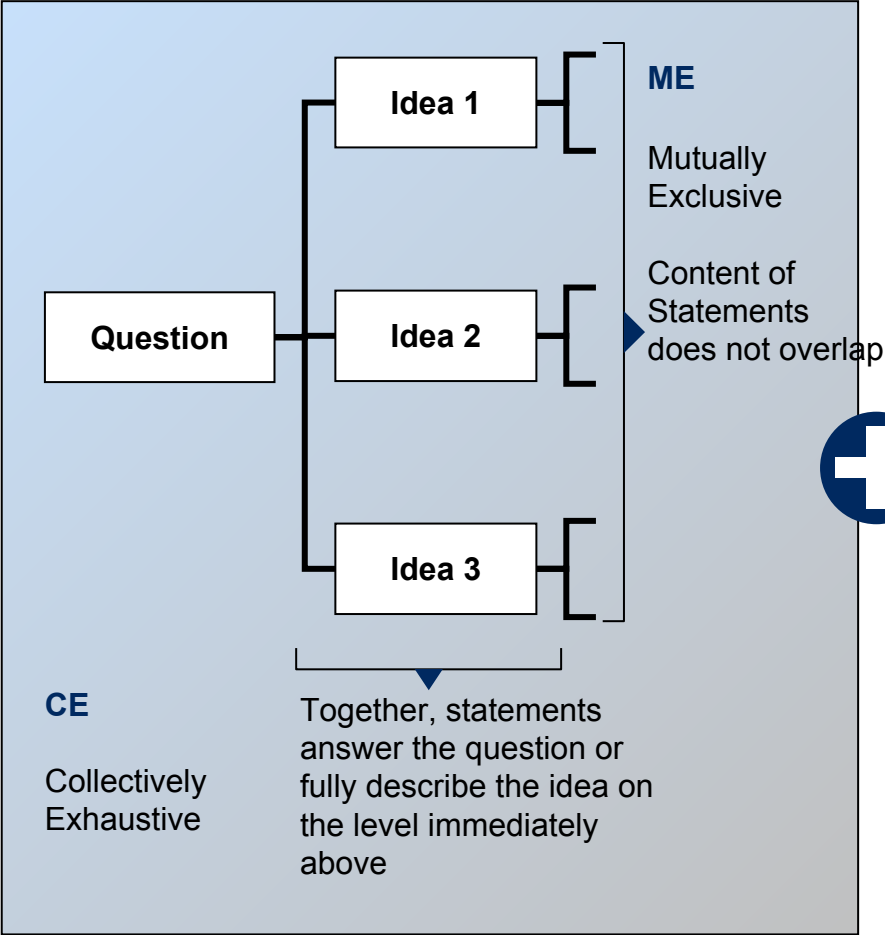 Idea 1
ME
Mutually
Exclusive
Content of
Statements
does not overlap
Question
Idea 2
Idea 3
CE
Collectively
Exhaustive
Together, statements
answer the question or
fully describe the idea on
the level immediately
above